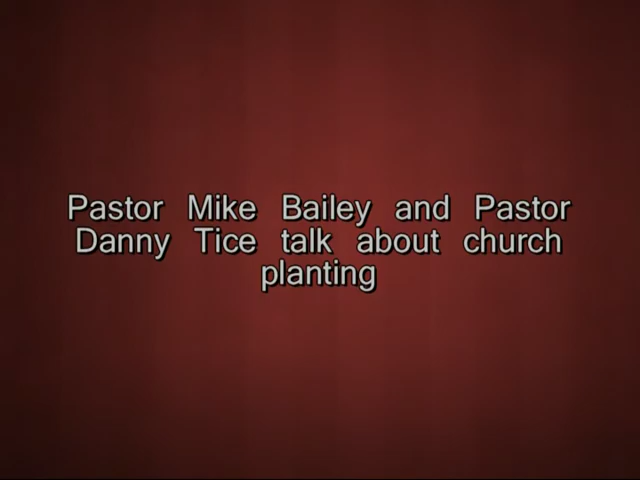 Pastor Mike Bailey and Pastor
Danny Tice talk about church
planting